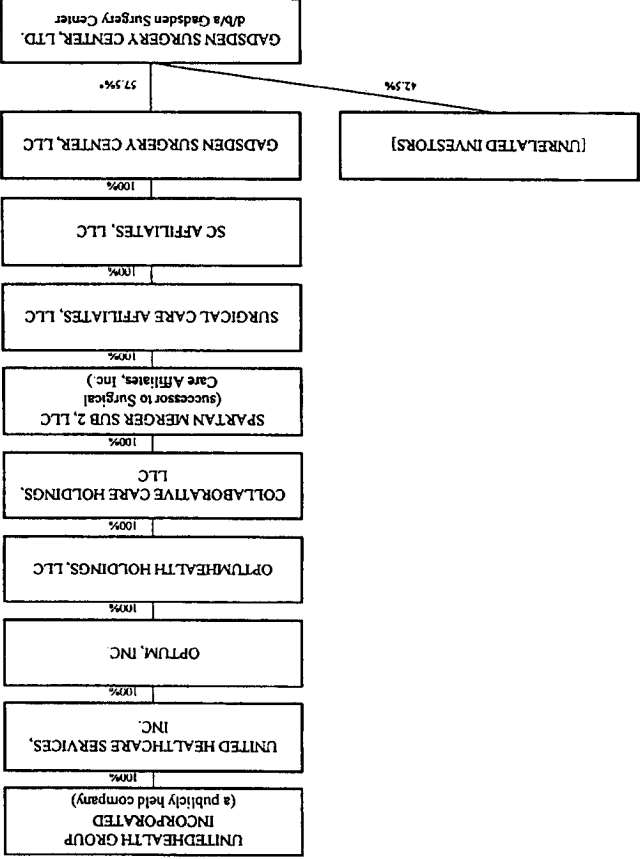 UNITEDHEALTH GROUP
INCORPORATED
(a publicly held company)
100%
UNITED HEALTHCARE SERVICES,
INC.
100%
OPTUM, INC.
100%
OPTUMHEALTH HOLDINGS, LLC
100%
COLLABORATIVE CARE HOLDINGS,
LLC
100%
SPARTAN MERGER SUB 2, LLC
(successor to Surgical
Care Affiliates, Inc.)
100%
SURGICAL CARE AFFILIATES, LLC
100%
SC AFFILIATES, LLC
100%
[UNRELATED INVESTORS]
GADSDEN SURGERY CENTER, LLC
42.5%
57.5%*
GADSDEN SURGERY CENTER, LTD.
d/b/a Gadsden Surgery
Center